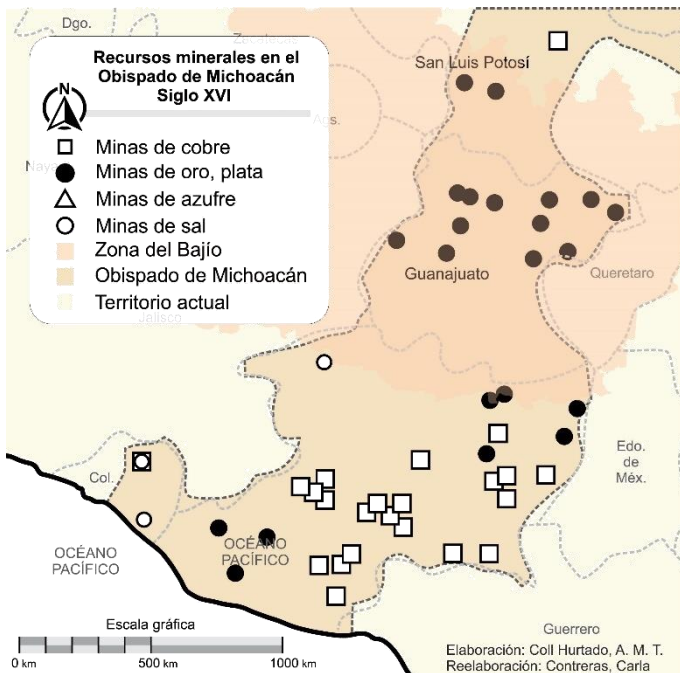 Dgo.
Zacatecas
Recursos minerales en el
Obispado de Michoacán
Siglo XVI
N
Minas de cobre
Minas de oro, plata
Minas de azufre
Minas de sal
Zona del Bajío
Obispado de Michoacán
Territorio actual
Ags.
Naya
Jalisco
San Luis Potosí
Guanajuato
Queretaro
Edo.
de
Méx.
Col.
OCÉANO
PACÍFICO
OCÉANO
PACÍFICO
Guerrero
Escala gráfica
0 km
500 km
1000 km
Elaboración: Coll Hurtado, A. M. T.
Reelaboración: Contreras, Carla